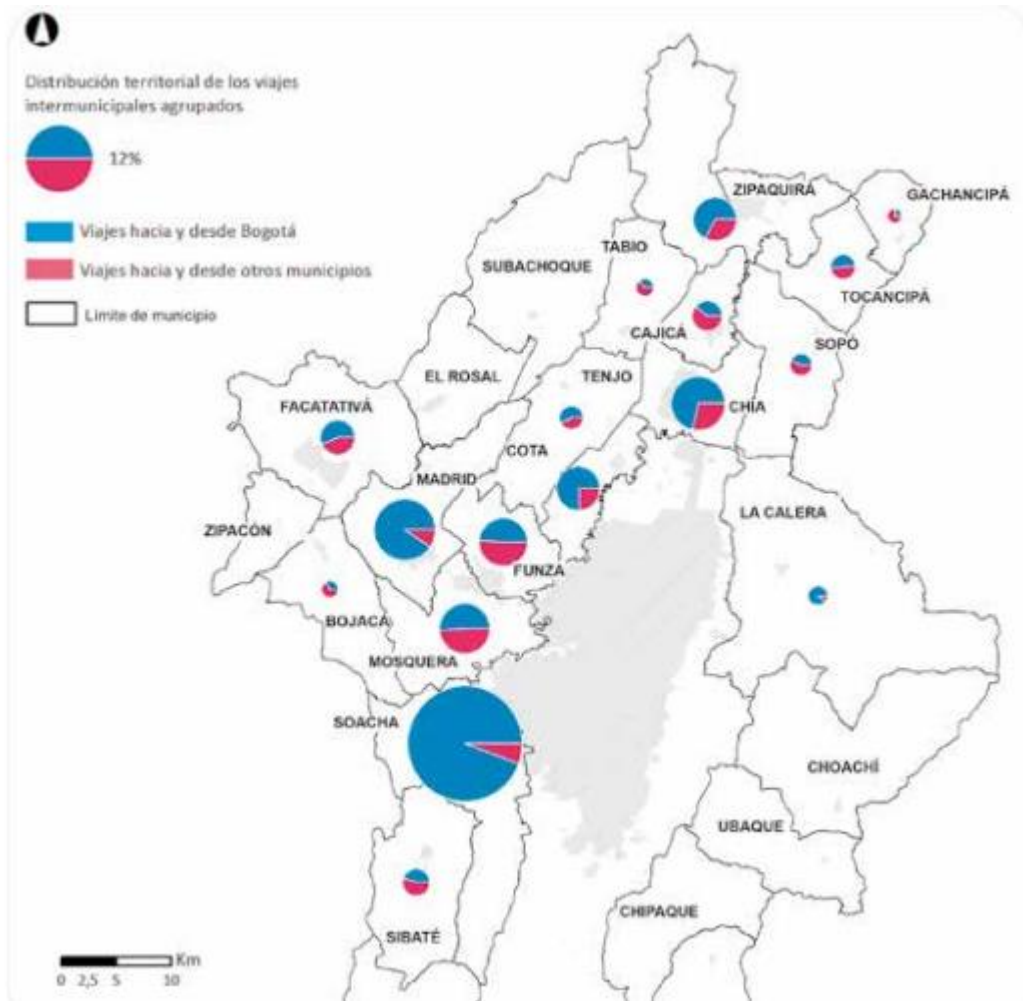 Distribución territorial de los viajes
intermunicipales agrupados
12%
Viajes hacia y desde Bogotá
Viajes hacia y desde otros municipios
Limite de municipio
ZIPAQUIRÁ
GACHANCIPÁ
TABIO
SUBACHOQUE
TOCANCIPÁ
CAJICÁ
SOPÓ
EL ROSAL
TENJO
FACATATIVÁ
CHÍA
COTA
MADRID
LA CALERA
ZIPACÓN
FUNZA
BOJACÁ
MOSQUERA
SOACHA
CHOACHÍ
UBAQUE
CHIPAQUE
SIBATÉ
Km
0 2,5 5 10